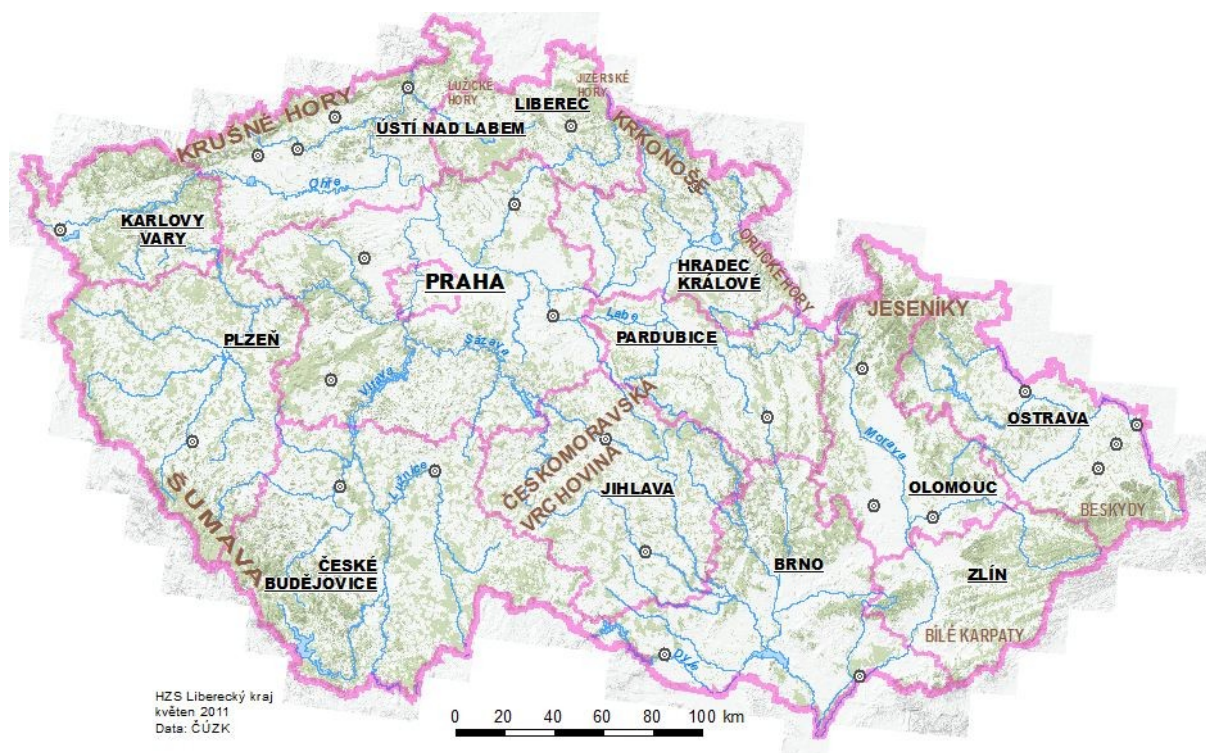 LUŽICKÉ
HORY
JIZERSKÉ
HORY
LIBEREC
KRUŠNÉ HORY
ÚSTÍ NAD LABEM
KRKONOŠE
Ohře
KARLOVY
VARY
ORLICKÉ HORY
HRADEC
KRÁLOVÉ
PRAHA
JESENÍKY
Labe
PARDUBICE
PLZEŇ
Sázava
Vltava
ČESKOMORAVSKÁ
VRCHOVINA
OSTRAVA
Morava
Lužnice
JIHLAVA
OLOMOUC
BESKYDY
ŠUMAVA
ČESKÉ
BUDĚJOVICE
BRNO
ZLÍN
BÍLÉ KARPATY
Dyje
HZS Liberecký kraj
květen 2011
Data: ČÚZK
0 20 40 60 80 100 km